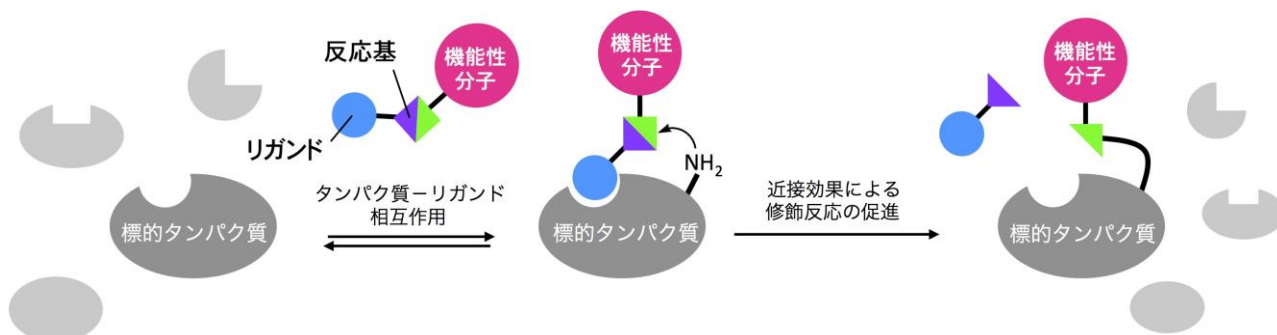 反応基
機能性
分子
リガンド
標的タンパク質
タンパク質－リガンド
相互作用
機能性
分子
NH2
標的タンパク質
近接効果による
修飾反応の促進
機能性
分子
標的タンパク質